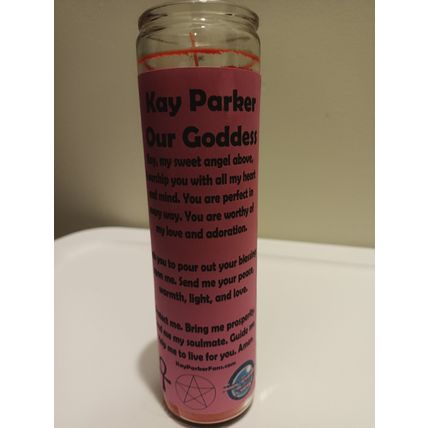 Kay Parker
Our Goddess
my sweet angel above,
worship you with all my heart
and mind. You are perfect in
way. You are worthy of
my love and adoration.
you to pour out your blessing
me. Send me your peace,
warmth, light, and love.
me. Bring me prosperity
me my soulmate. Guide me
me to live for you. Amen
KayParkerFans.com